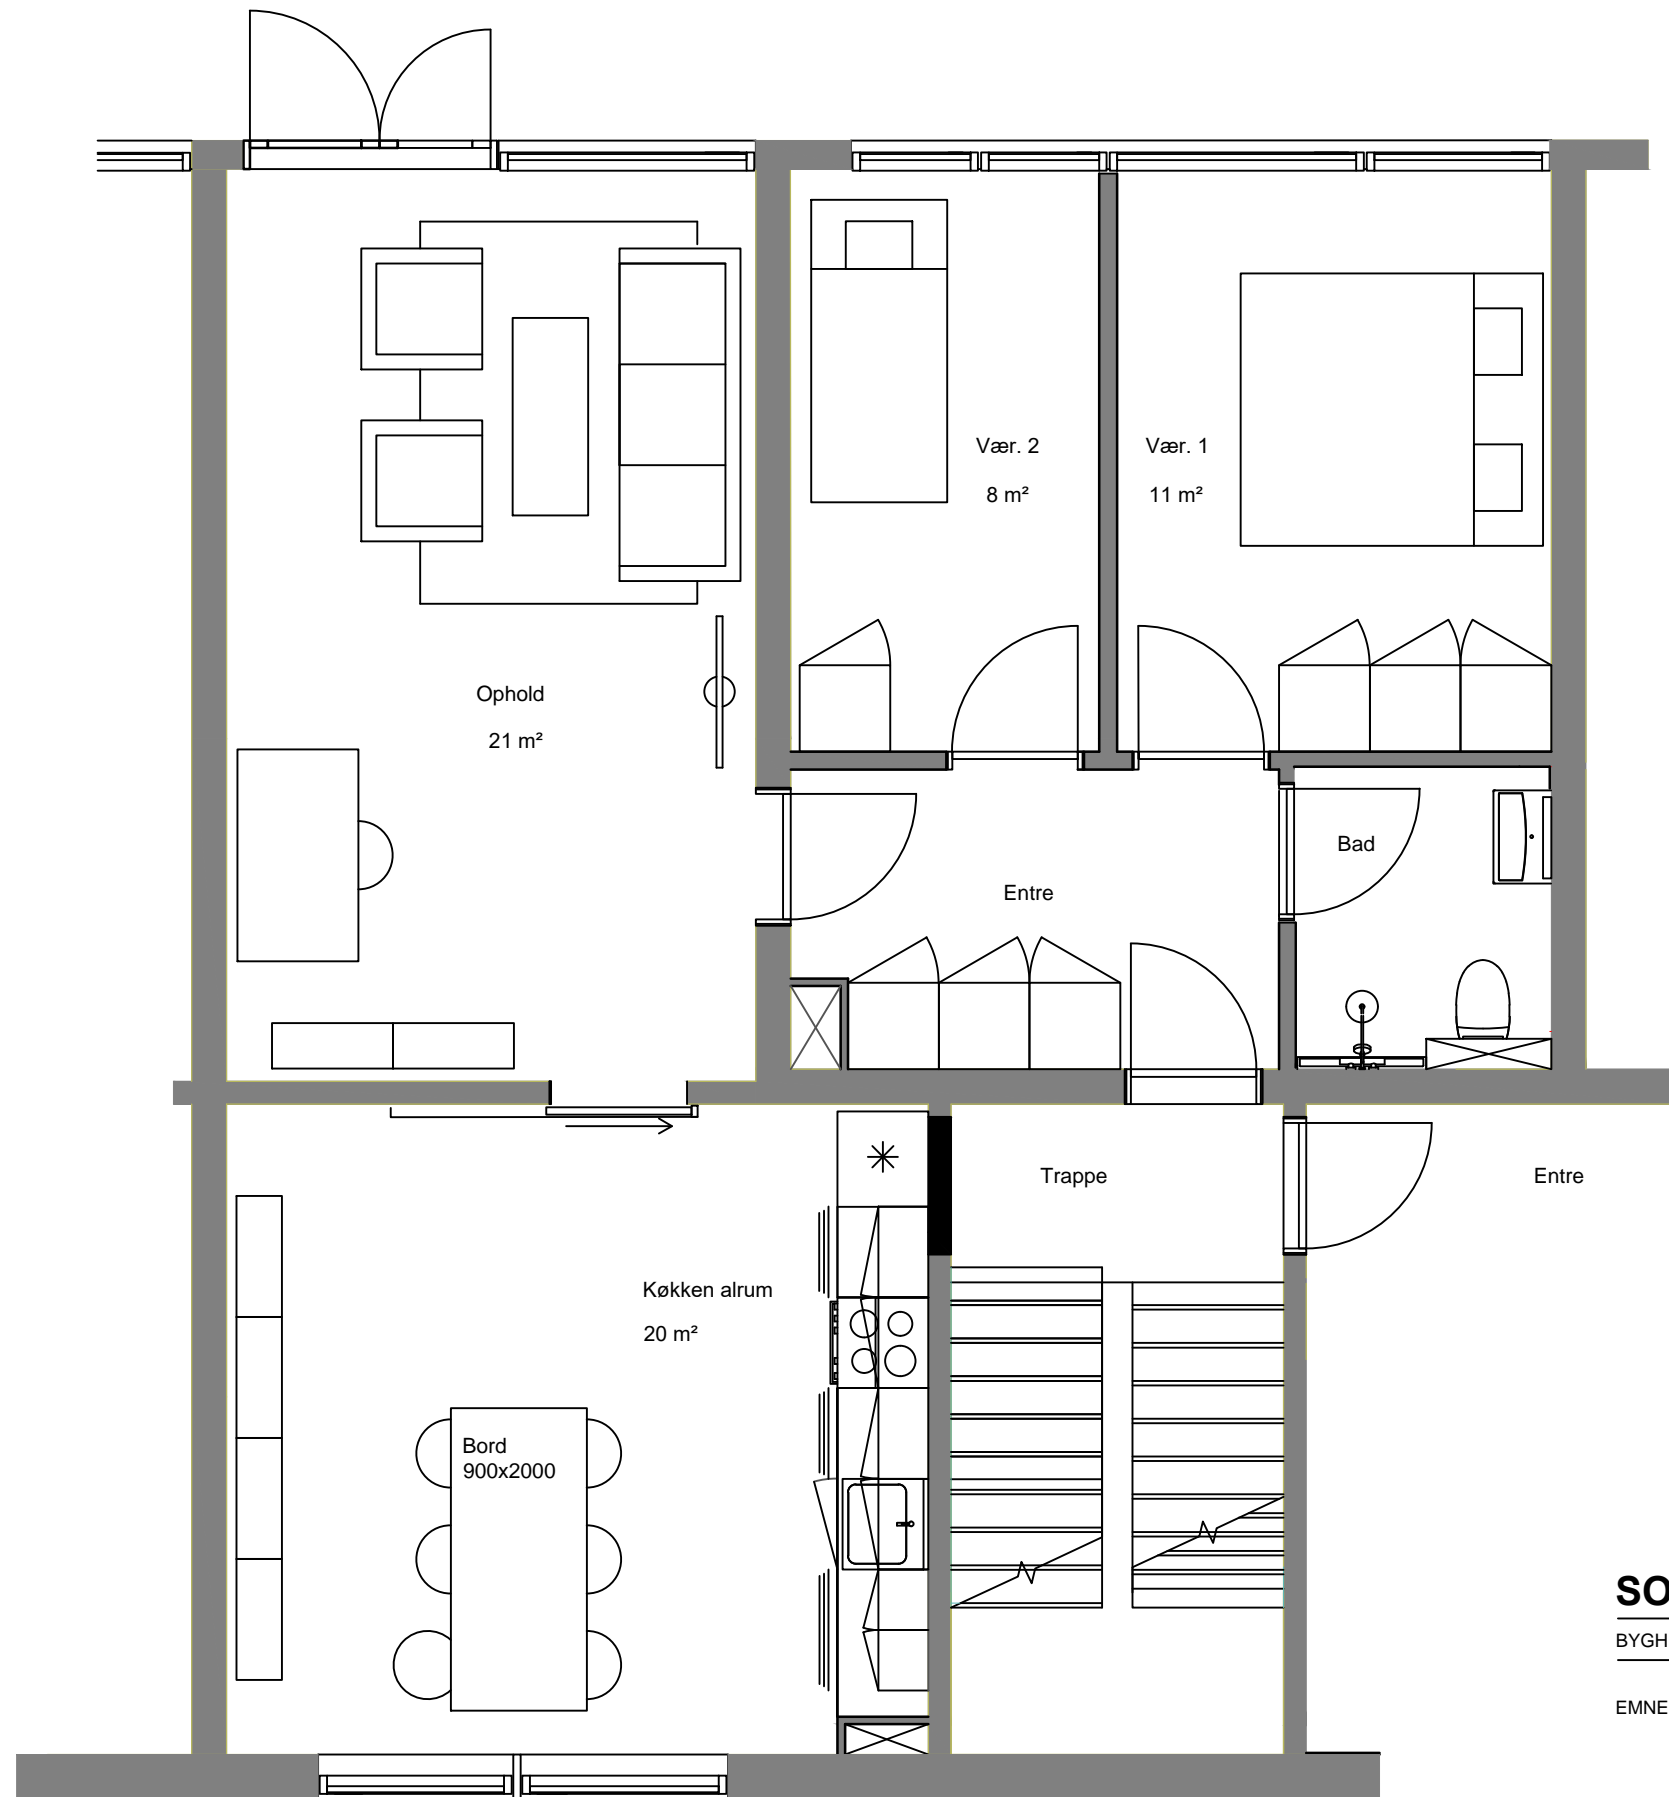 Vær. 2
8 m²
Vær. 1
11 m²
Ophold
21 m²
Bad
Entre
Trappe
Entre
Køkken alrum
20 m²
Bord
900x2000
SO
BYGH
EMNE